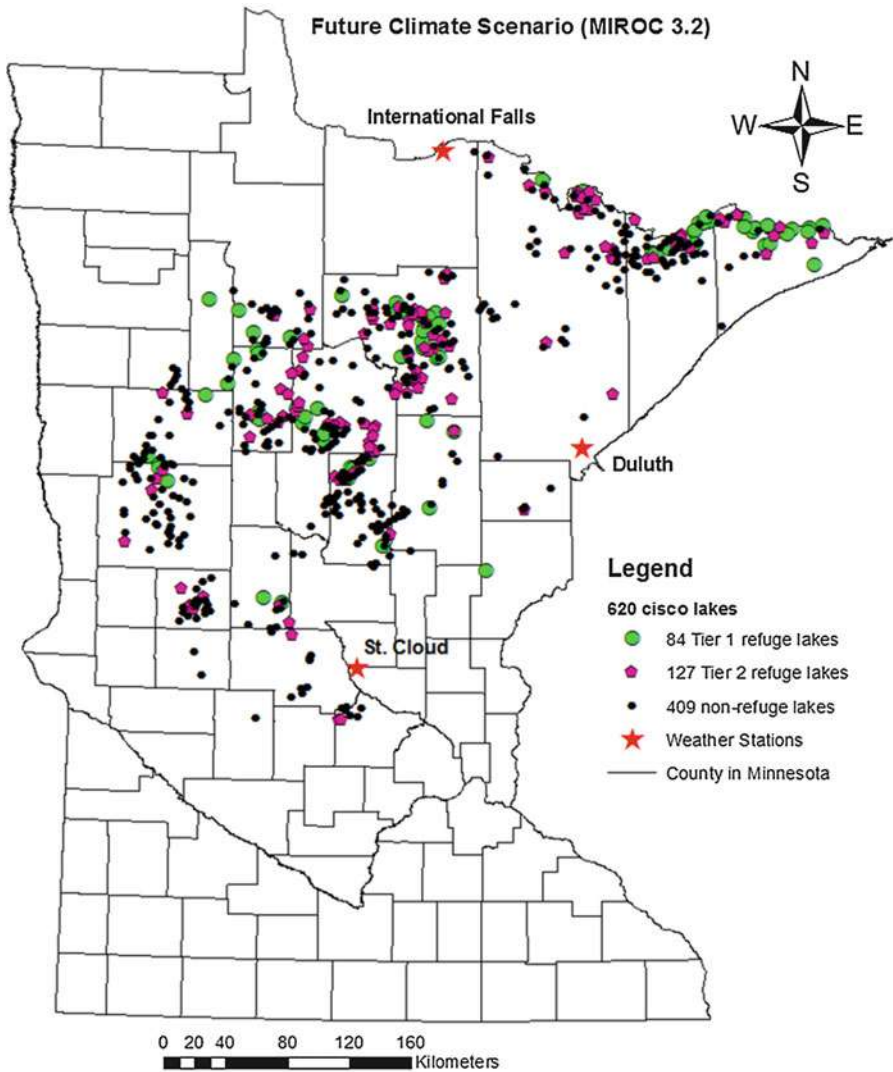 Future Climate Scenario (MIROC 3.2)
N
International Falls
W E
S
Duluth
Legend
620 cisco lakes
84 Tier 1 refuge lakes
St. Cloud
127 Tier 2 refuge lakes
409 non-refuge lakes
Weather Stations
County in Minnesota
0 20 40 80 120 160
Kilometers